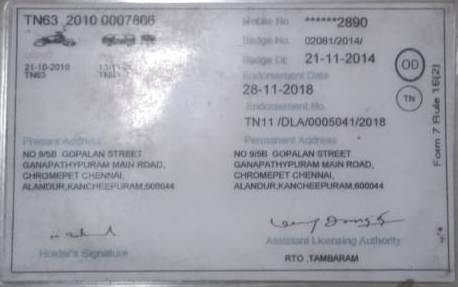 TN63 2010 0007866
Mobile No. ******2890
Badge No. 02081/2014/
Badge Dt. 21-11-2014
21-10-2010
TN63
Endorsement Date
28-11-2018
Endorsement No.
TN11 /DLA/0005041/2018
OD
TN
Form 7 Rule 16(2)
Present Address
NO 9/5B GOPALAN STREET
GANAPATHYPURAM MAIN ROAD,
CHROMEPET CHENNAI,
ALANDUR,KANCHEEPURAM,600044
Permanent Address
NO 9/5B GOPALAN STREET
GANAPATHYPURAM MAIN ROAD,
CHROMEPET CHENNAI,
ALANDUR,KANCHEEPURAM,600044
Holder's Signature
Assistant Licensing Authority
RTO ,TAMBARAM